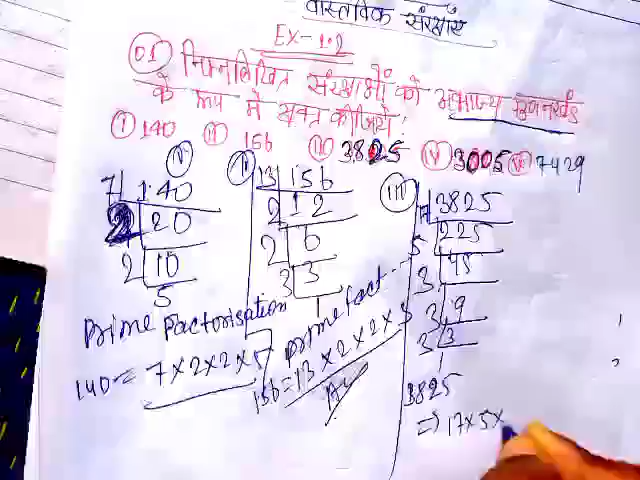 वास्तविक संख्याएं
Ex-1.2
01 निम्नलिखित संख्याओं को अभाज्य गुणनखंड
के रूप में व्यक्त कीजिये!
I 140 II 156 III 3825 IV 3005 V 7429
7 140
2 20
2 10
5
II 13 156
2 12
2 6
3 3
1
III 17 3825
5 225
3 45
3 9
3 3
1
Prime factorisation
140 = 7×2×2×5
prime fact...
156 = 13×2×2×3
3825
⇒ 17×5×